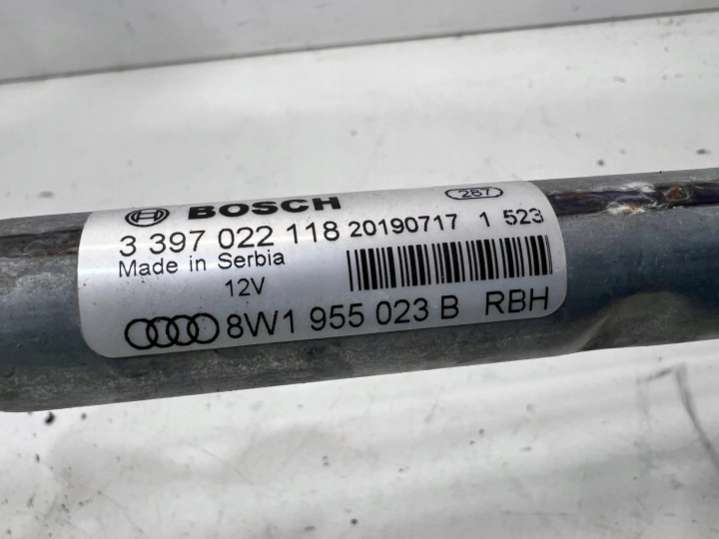 BOSCH 287
3 397 022 118 20190717 1 523
Made in Serbia
12V
8W1 955 023 B RBH